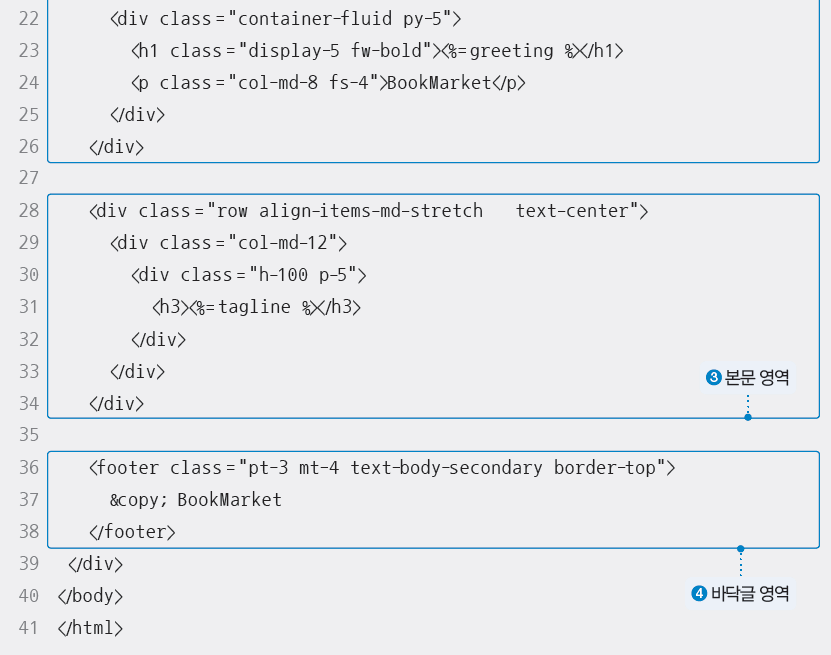 22 <div class="container-fluid py-5">
23 <h1 class="display-5 fw-bold"><%=greeting %></h1>
24 <p class="col-md-8 fs-4">BookMarket</p>
25 </div>
26 </div>
27
28 <div class="row align-items-md-stretch   text-center">
29 <div class="col-md-12">
30 <div class="h-100 p-5">
31 <h3><%=tagline %></h3>
32 </div>
33 </div>
❸ 본문 영역
34 </div>
35
36 <footer class="pt-3 mt-4 text-body-secondary border-top">
37 &copy; BookMarket
38 </footer>
39 </div>
40 </body>
❹ 바닥글 영역
41 </html>